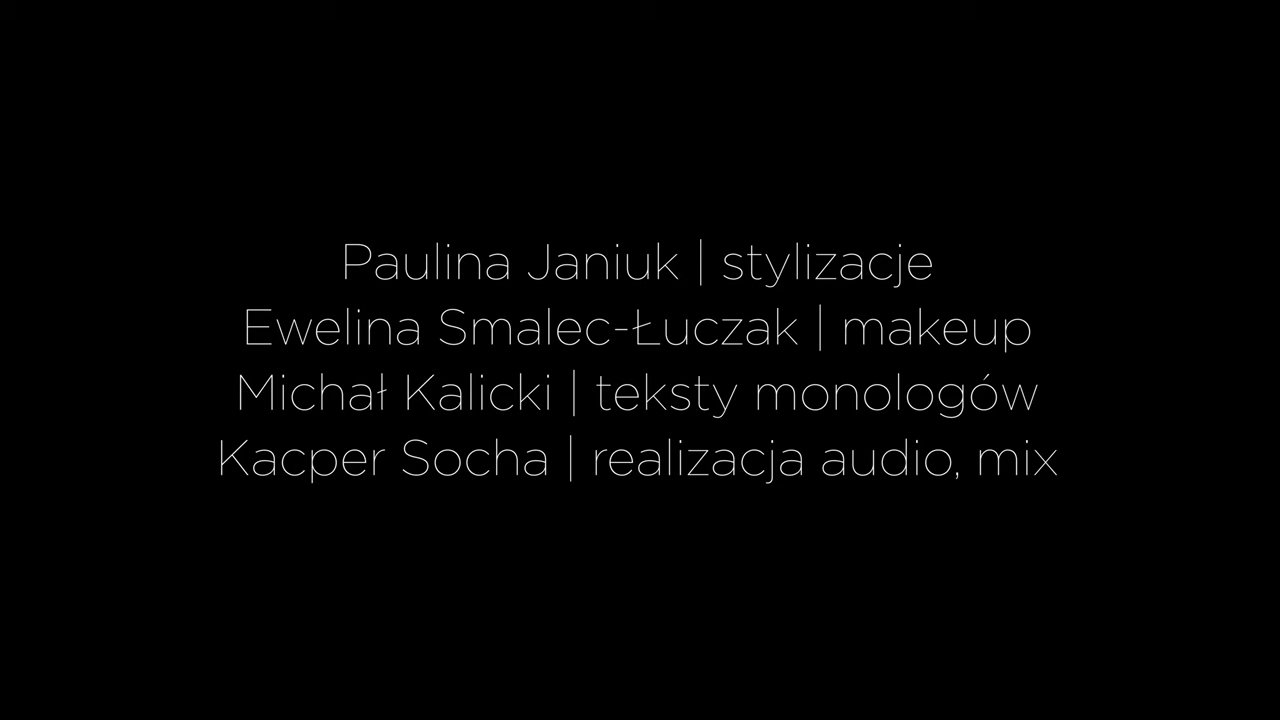 Paulina Janiuk | stylizacje
Ewelina Smalec-Łuczak | makeup
Michał Kalicki | teksty monologów
Kacper Socha | realizacja audio, mix